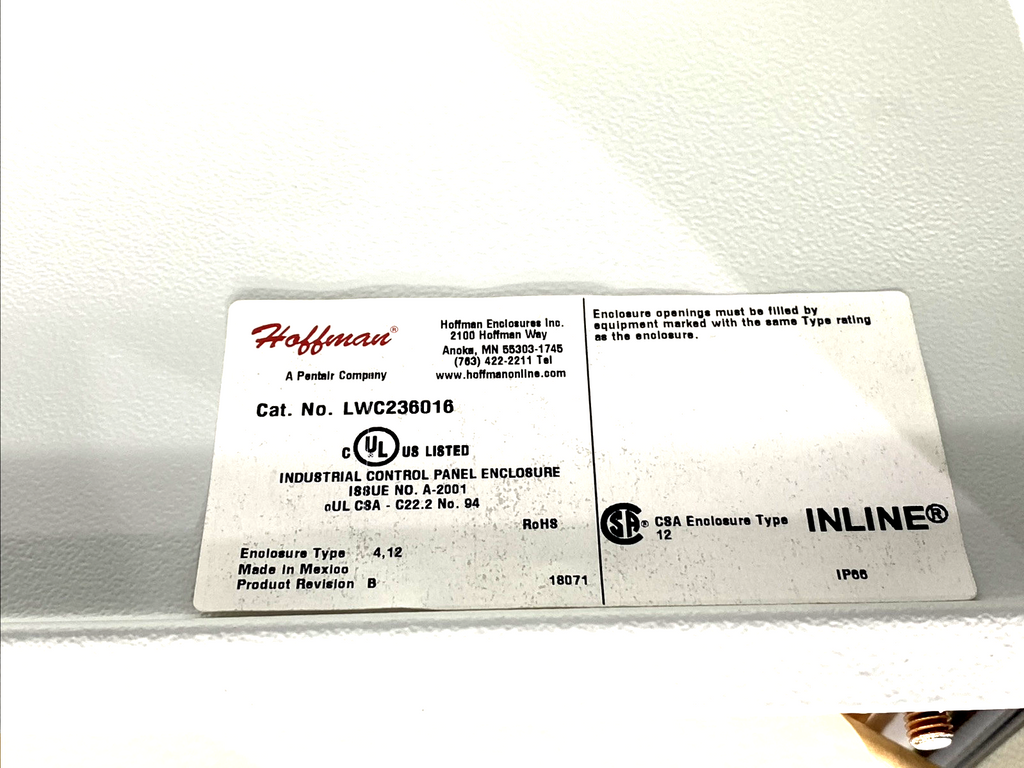 Hoffman®
A Pentair Company
Hoffman Enclosures Inc.
2100 Hoffman Way
Anoka, MN 55303-1745
(763) 422-2211 Tel
www.hoffmanonline.com
Cat. No. LWC236016
C UL US LISTED
INDUSTRIAL CONTROL PANEL ENCLOSURE
ISSUE NO. A-2001
cUL CSA - C22.2 No. 94
RoHS
Enclosure Type 4,12
Made in Mexico
Product Revision B
18071
Enclosure openings must be filled by
equipment marked with the same Type rating
as the enclosure.
SA® CSA Enclosure Type
12
INLINE®
IP66